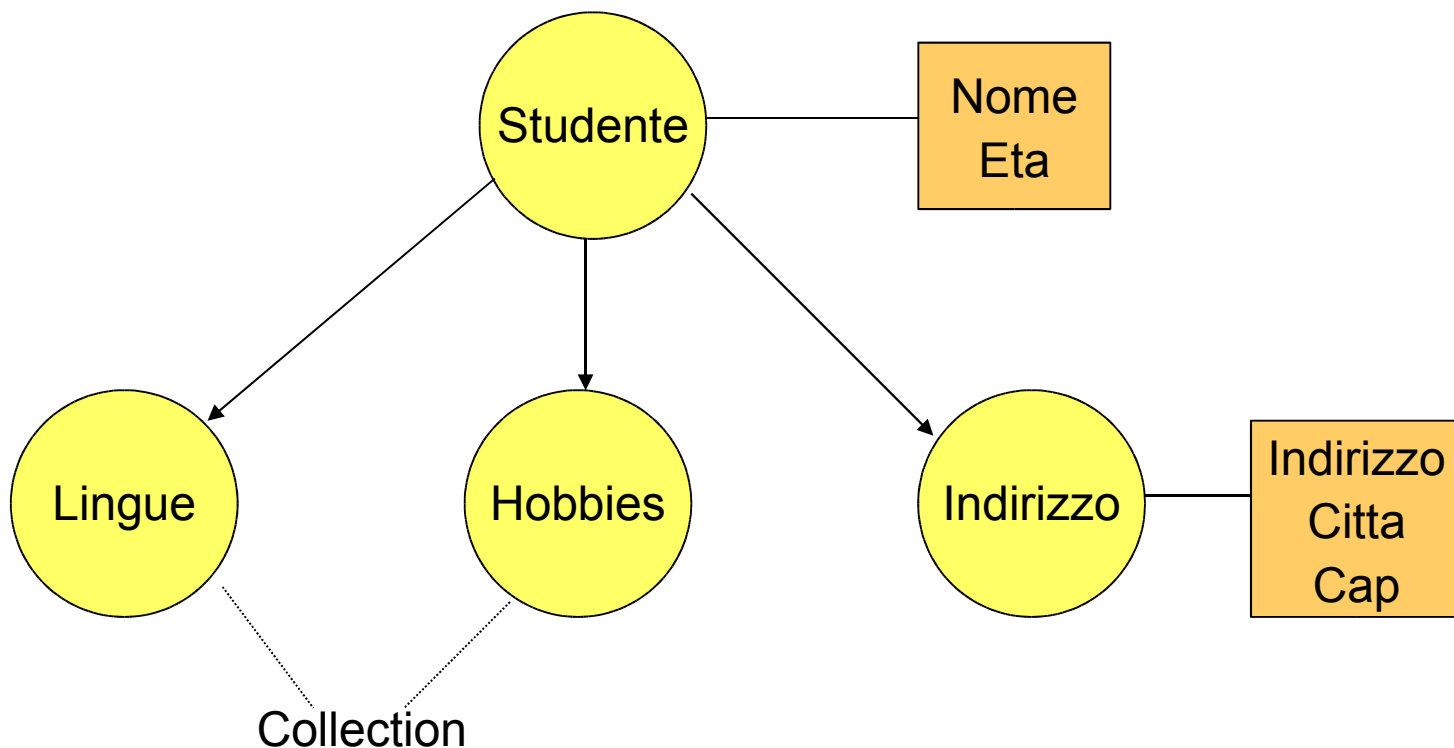 Studente
Nome
Eta
Lingue
Hobbies
Indirizzo
Indirizzo
Citta
Cap
Collection